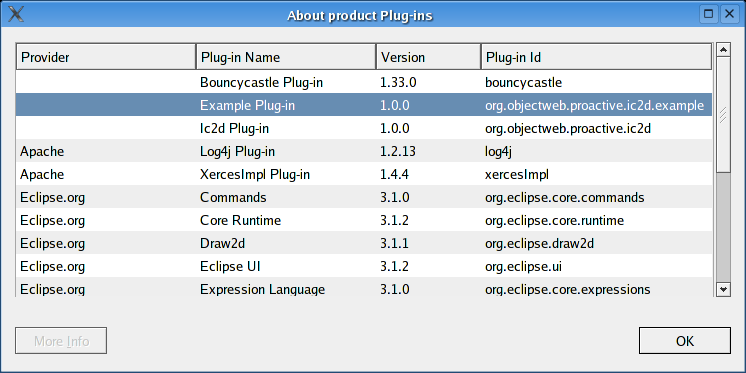 About product Plug-ins
Provider Plug-in Name Version Plug-in Id
Bouncycastle Plug-in 1.33.0 bouncycastle
Example Plug-in 1.0.0 org.objectweb.proactive.ic2d.example
Ic2d Plug-in 1.0.0 org.objectweb.proactive.ic2d
Apache Log4j Plug-in 1.2.13 log4j
Apache XercesImpl Plug-in 1.4.4 xercesImpl
Eclipse.org Commands 3.1.0 org.eclipse.core.commands
Eclipse.org Core Runtime 3.1.2 org.eclipse.core.runtime
Eclipse.org Draw2d 3.1.1 org.eclipse.draw2d
Eclipse.org Eclipse UI 3.1.2 org.eclipse.ui
Eclipse.org Expression Language 3.1.0 org.eclipse.core.expressions
More Info OK